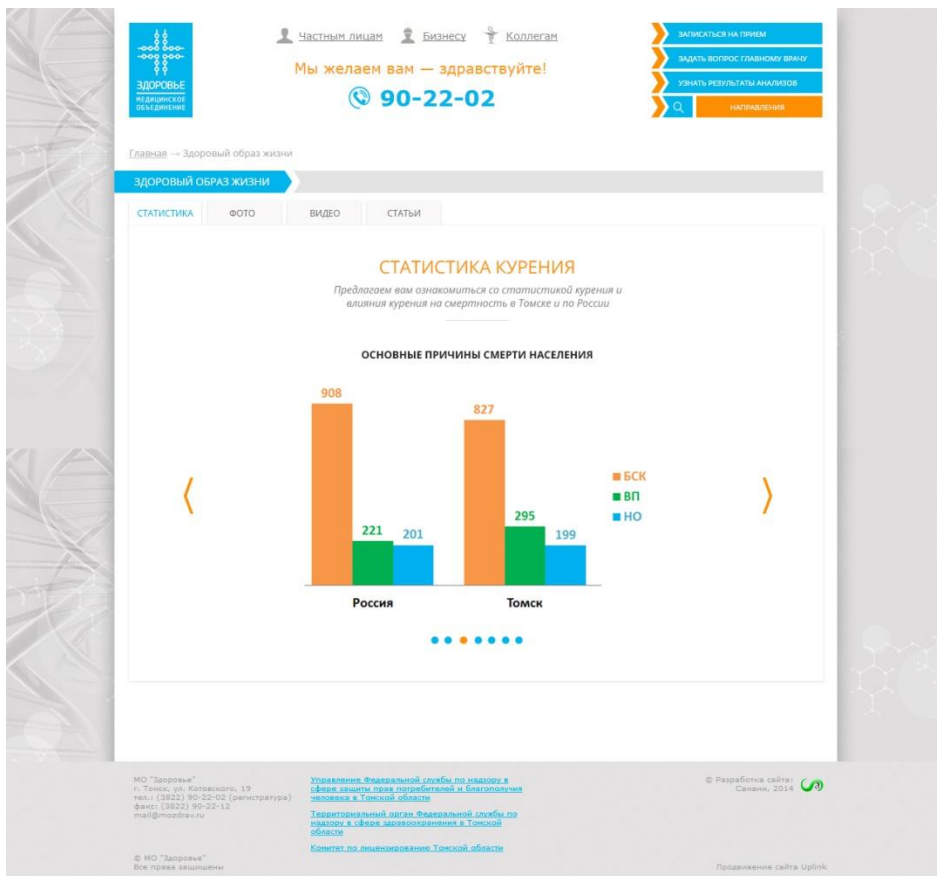 ЗДОРОВЬЕ
МЕДИЦИНСКОЕ
ОБЪЕДИНЕНИЕ
Частным лицам Бизнесу Коллегам
Мы желаем вам — здравствуйте!
90-22-02
ЗАПИСАТЬСЯ НА ПРИЕМ
ЗАДАТЬ ВОПРОС ГЛАВНОМУ ВРАЧУ
УЗНАТЬ РЕЗУЛЬТАТЫ АНАЛИЗОВ
НАПРАВЛЕНИЯ
Главная → Здоровый образ жизни
ЗДОРОВЫЙ ОБРАЗ ЖИЗНИ
СТАТИСТИКА ФОТО ВИДЕО СТАТЬИ
СТАТИСТИКА КУРЕНИЯ
Предлагаем вам ознакомиться со статистикой курения и
влияния курения на смертность в Томске и по России
ОСНОВНЫЕ ПРИЧИНЫ СМЕРТИ НАСЕЛЕНИЯ
908
827
221 201
295
199
БСК
ВП
НО
Россия Томск
МО "Здоровье"
г. Томск, ул. Котовского, 19
тел.: (3822) 90-22-02 (регистратура)
факс: (3822) 90-22-12
mail@mozdrav.ru
© МО "Здоровье"
Все права защищены
Управление Федеральной службы по надзору в
сфере защиты прав потребителей и благополучия
человека в Томской области
Территориальный орган Федеральной службы по
надзору в сфере здравоохранения в Томской
области
Комитет по лицензированию Томской области
© Разработка сайта:
Самани, 2014
Продвижение сайта Uplink